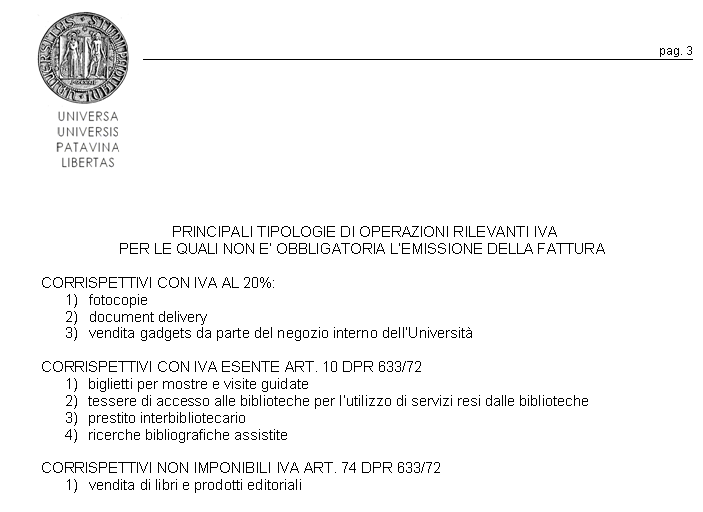 pag. 3
UNIVERSA
UNIVERSIS
PATAVINA
LIBERTAS
PRINCIPALI TIPOLOGIE DI OPERAZIONI RILEVANTI IVA
PER LE QUALI NON E' OBBLIGATORIA L'EMISSIONE DELLA FATTURA
CORRISPETTIVI CON IVA AL 20%:
1) fotocopie
2) document delivery
3) vendita gadgets da parte del negozio interno dell'Università
CORRISPETTIVI CON IVA ESENTE ART. 10 DPR 633/72
1) biglietti per mostre e visite guidate
2) tessere di accesso alle biblioteche per l'utilizzo di servizi resi dalle biblioteche
3) prestito interbibliotecario
4) ricerche bibliografiche assistite
CORRISPETTIVI NON IMPONIBILI IVA ART. 74 DPR 633/72
1) vendita di libri e prodotti editoriali